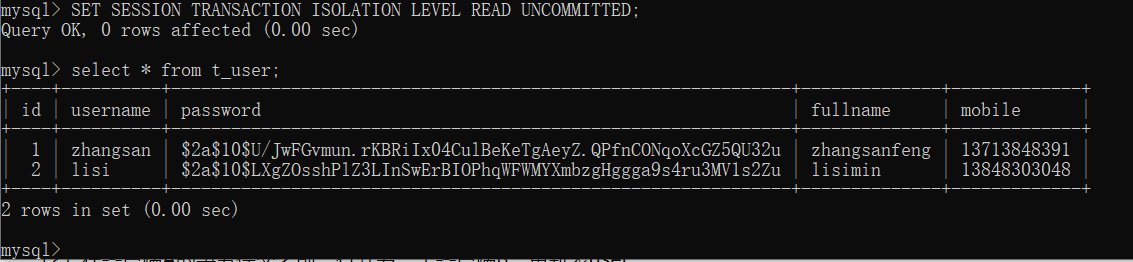 mysql> SET SESSION TRANSACTION ISOLATION LEVEL READ UNCOMMITTED;
Query OK, 0 rows affected (0.00 sec)
mysql> select * from t_user;
+----+----------+--------------------------------------------------------------+--------------+-------------+
| id | username | password | fullname | mobile |
+----+----------+--------------------------------------------------------------+--------------+-------------+
| 1 | zhangsan | $2a$10$U/JwFGvmun.rKBRiIxO4CulBeKeTgAeyZ.QPfnCONqoXcGZ5QU32u | zhangsanfeng | 13713848391 |
| 2 | lisi | $2a$10$LXgZOsshPlZ3LInSwErBIOPhqWFWMYXmbzgHggga9s4ru3MV1s2Zu | lisimin | 13848303048 |
+----+----------+--------------------------------------------------------------+--------------+-------------+
2 rows in set (0.00 sec)
mysql>